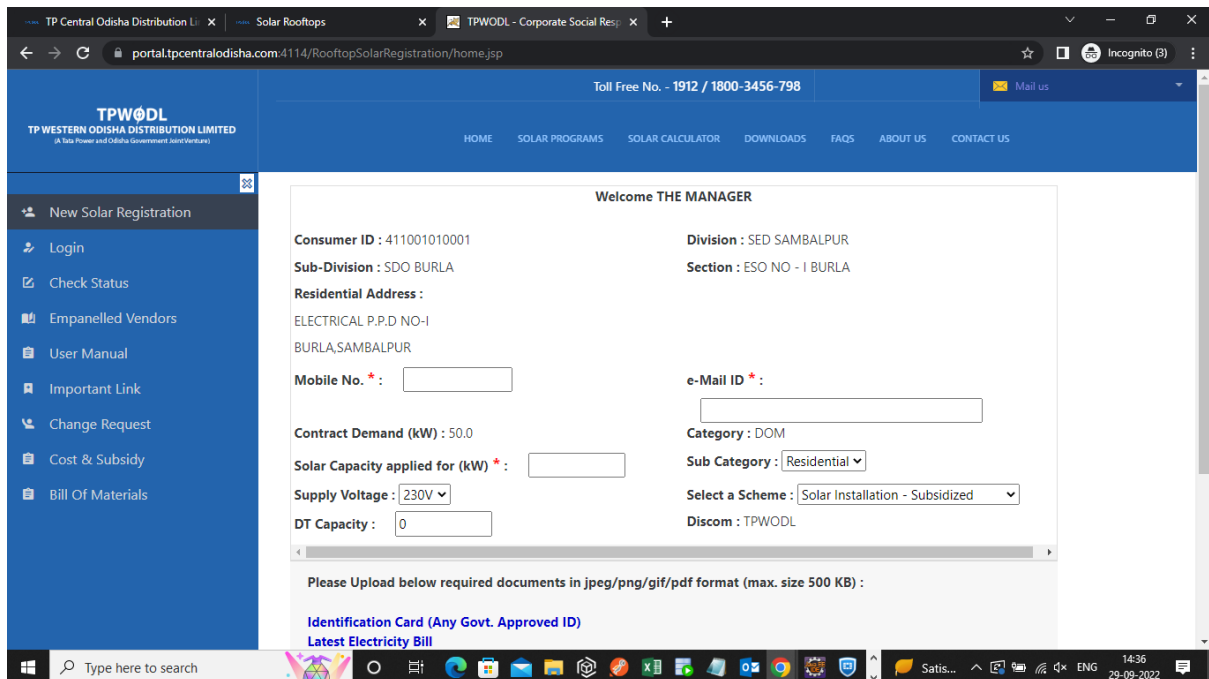 TP Central Odisha Distribution Li
Solar Rooftops
TPWODL - Corporate Social Resp
portal.tpcentralodisha.com:4114/RooftopSolarRegistration/home.jsp
Incognito (3)
Toll Free No. - 1912 / 1800-3456-798
Mail us
TPWODL
TP WESTERN ODISHA DISTRIBUTION LIMITED
(A Tata Power and Odisha Government Joint Venture)
HOME SOLAR PROGRAMS SOLAR CALCULATOR DOWNLOADS FAQS ABOUT US CONTACT US
New Solar Registration
Login
Check Status
Empanelled Vendors
User Manual
Important Link
Change Request
Cost & Subsidy
Bill Of Materials
Welcome THE MANAGER
Consumer ID : 411001010001 Division : SED SAMBALPUR
Sub-Division : SDO BURLA Section : ESO NO - I BURLA
Residential Address :
ELECTRICAL P.P.D NO-I
BURLA,SAMBALPUR
Mobile No. * : e-Mail ID * :
Contract Demand (kW) : 50.0 Category : DOM
Solar Capacity applied for (kW) * : Sub Category : Residential
Supply Voltage : 230V Select a Scheme : Solar Installation - Subsidized
DT Capacity : 0 Discom : TPWODL
Please Upload below required documents in jpeg/png/gif/pdf format (max. size 500 KB) :
Identification Card (Any Govt. Approved ID)
Latest Electricity Bill
Type here to search
Satis... ENG 14:36
29-09-2022